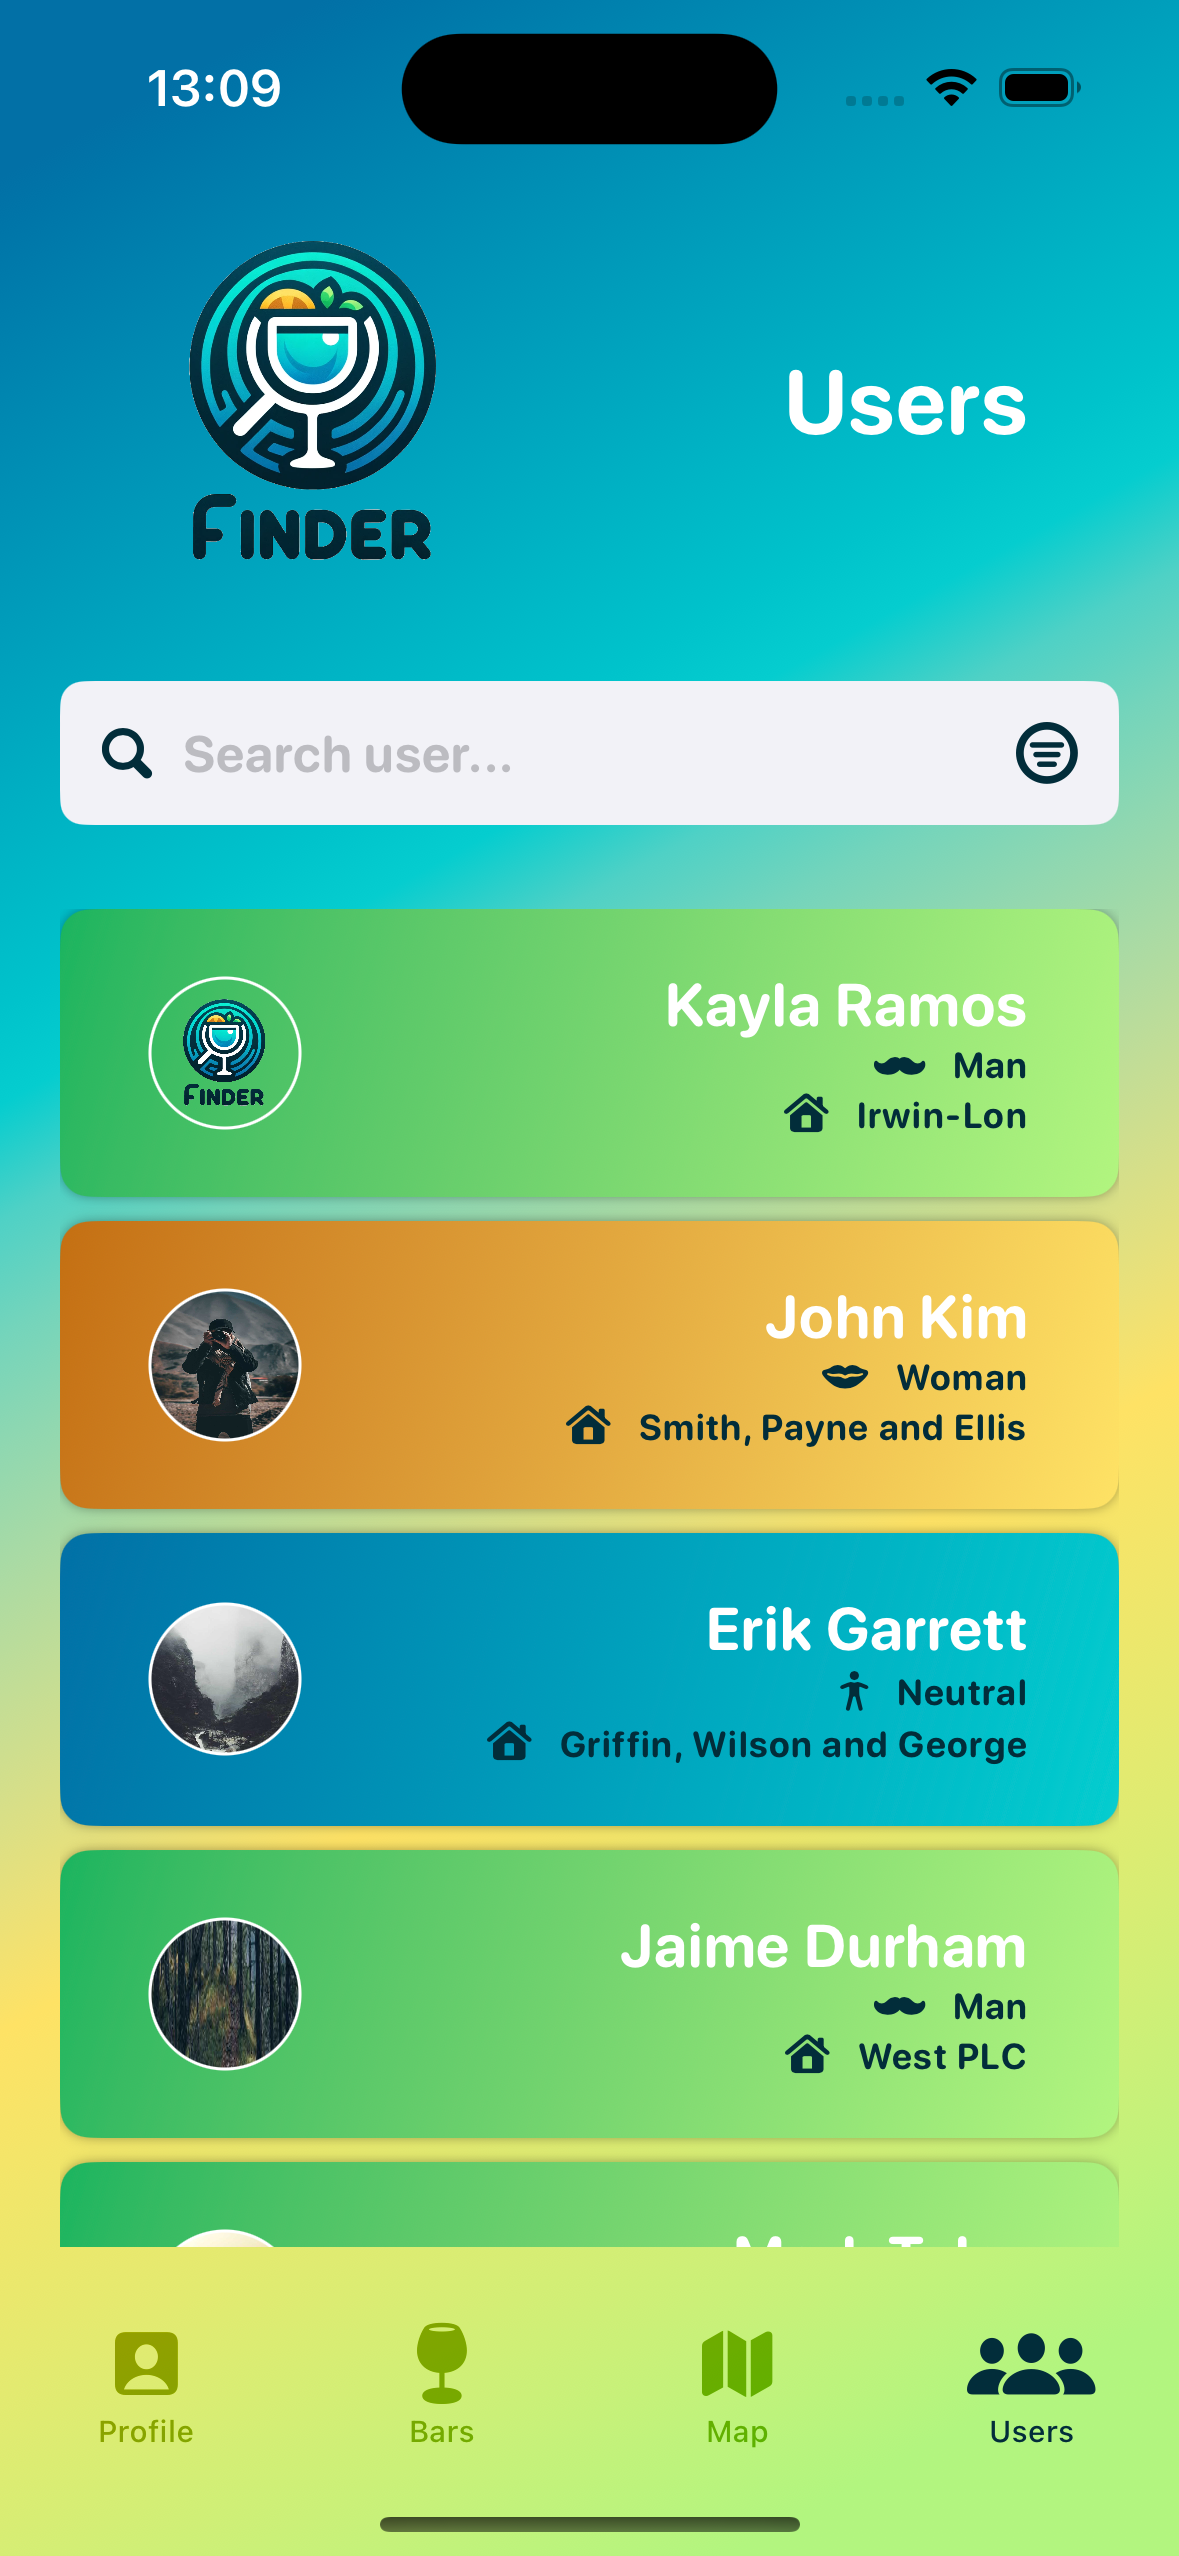 13:09
FINDER
Users
Search user...
Kayla Ramos
Man
Irwin-Lon
FINDER
John Kim
Woman
Smith, Payne and Ellis
Erik Garrett
Neutral
Griffin, Wilson and George
Jaime Durham
Man
West PLC
Profile
Bars
Map
Users